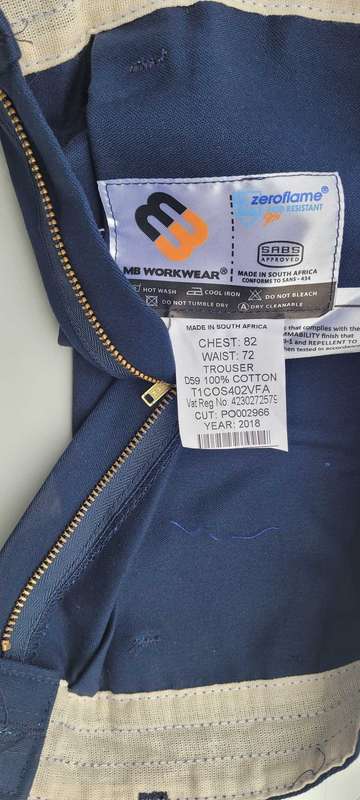 zeroflame®
RESISTANT
SABS
APPROVED
MB WORKWEAR®
MADE IN SOUTH AFRICA
CONFORMS TO SANS - 434
HOT WASH
COOL IRON
DO NOT BLEACH
DO NOT TUMBLE DRY
DRY CLEANABLE
MADE IN SOUTH AFRICA
CHEST: 82
WAIST: 72
TROUSER
D59 100% COTTON
T1COS402VFA
Vat Reg No. 4230272579
CUT: PO002966
YEAR: 2018
that complies with the
finish that
and REPELLENT TO
tested in accordance